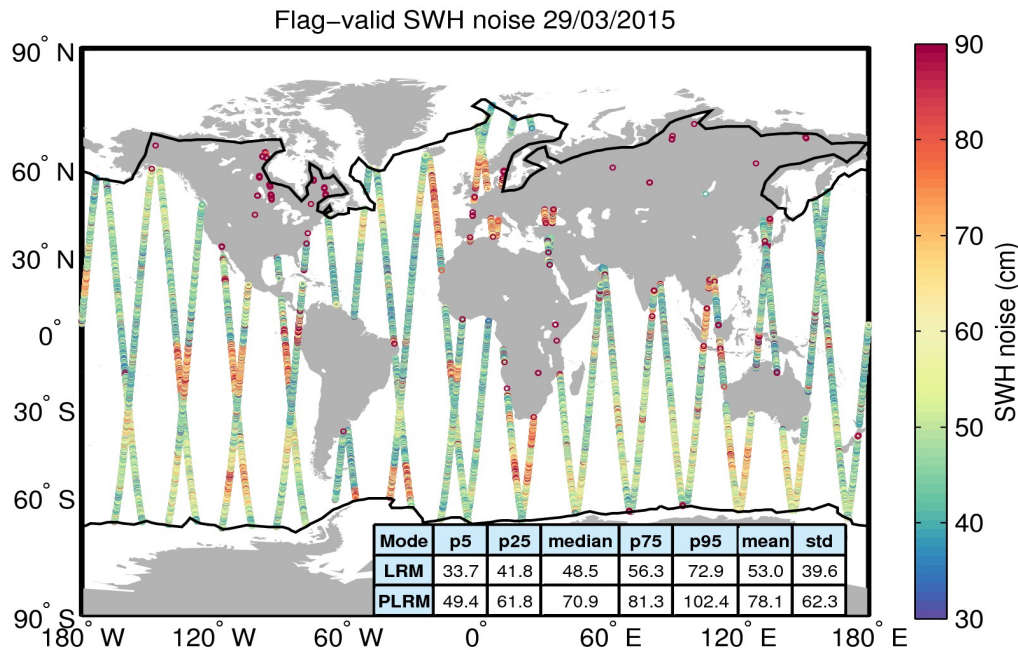 Flag−valid SWH noise 29/03/2015
90° N
60° N
30° N
0°
30° S
60° S
90° S
180° W 120° W 60° W 0° 60° E 120° E 180° E
Mode p5 p25 median p75 p95 mean std
LRM 33.7 41.8 48.5 56.3 72.9 53.0 39.6
PLRM 49.4 61.8 70.9 81.3 102.4 78.1 62.3
90
80
70
60
50
40
30
SWH noise (cm)